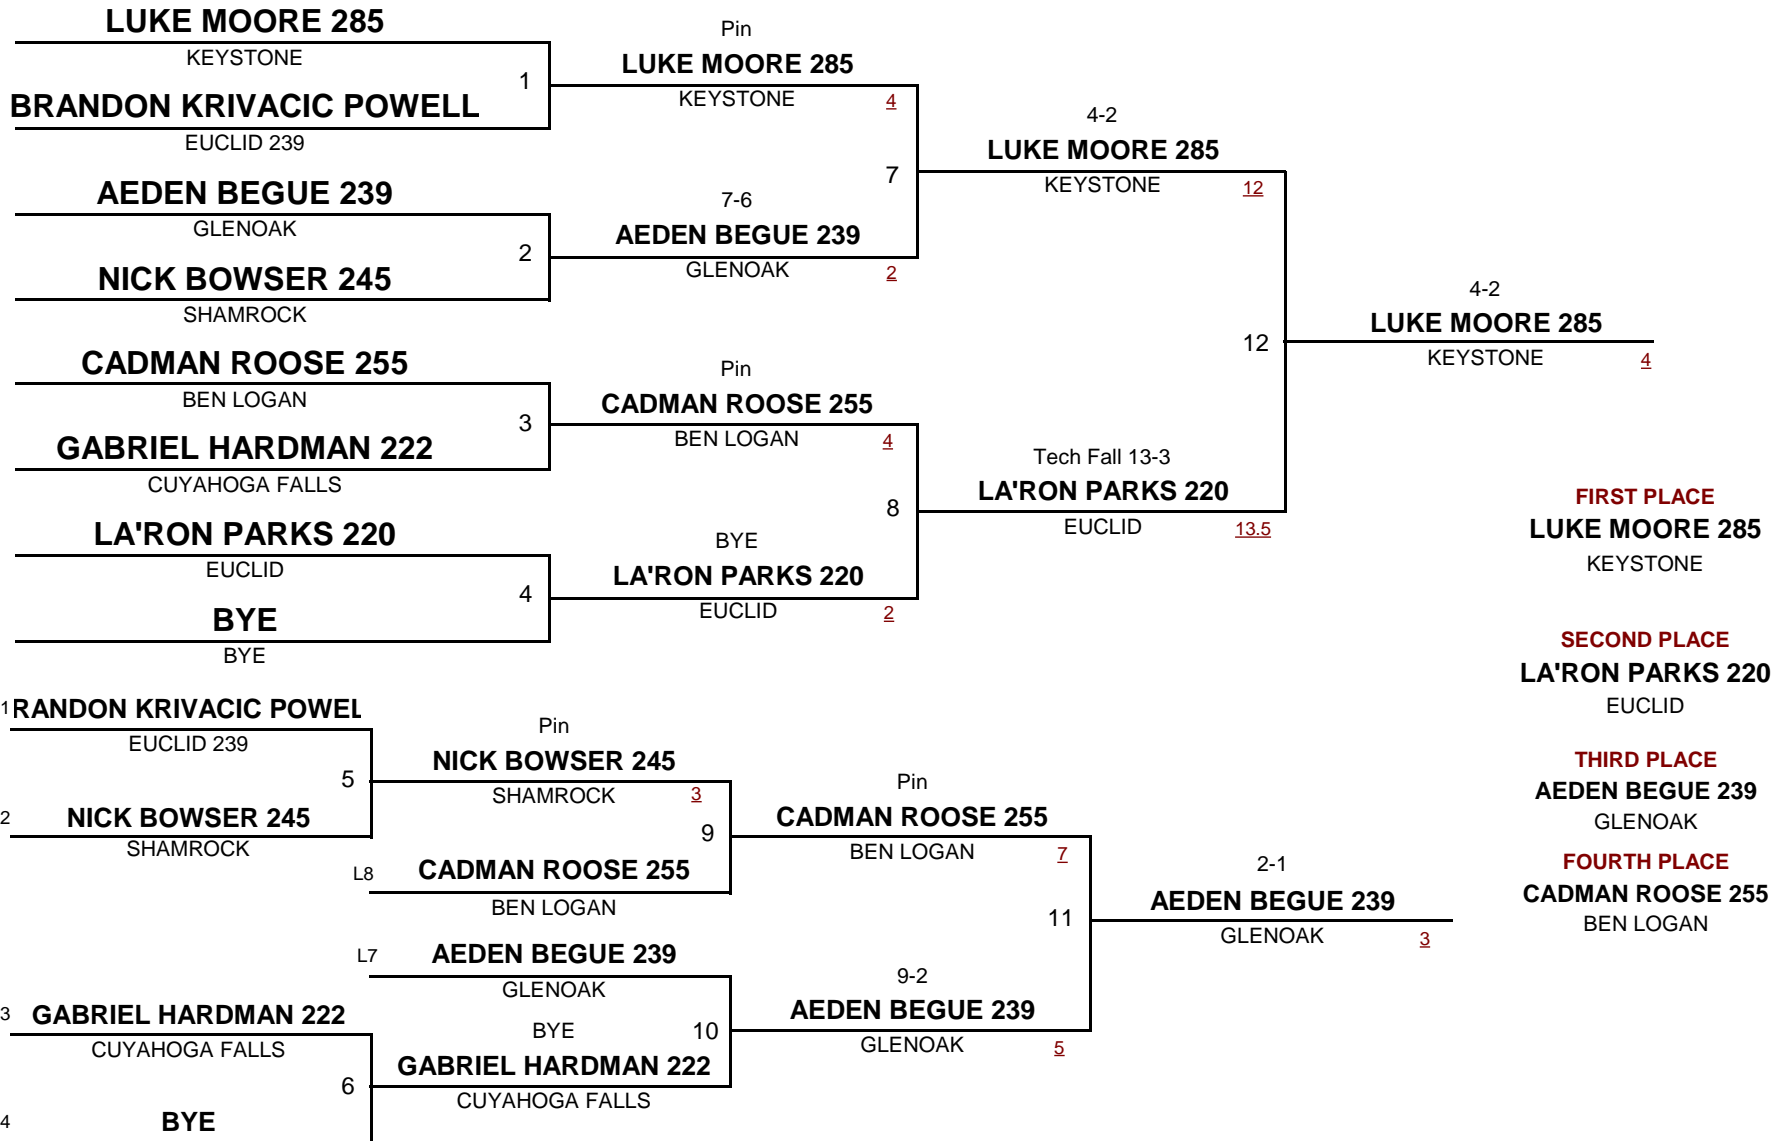 LUKE MOORE 285
KEYSTONE
1
BRANDON KRIVACIC POWELL
EUCLID 239
AEDEN BEGUE 239
GLENOAK
2
NICK BOWSER 245
SHAMROCK
CADMAN ROOSE 255
BEN LOGAN
3
GABRIEL HARDMAN 222
CUYAHOGA FALLS
LA'RON PARKS 220
EUCLID
4
BYE
BYE
Pin
LUKE MOORE 285
KEYSTONE 4
7
7-6
AEDEN BEGUE 239
GLENOAK 2
Pin
CADMAN ROOSE 255
BEN LOGAN 4
8
BYE
LA'RON PARKS 220
EUCLID 2
4-2
LUKE MOORE 285
KEYSTONE 12
12
Tech Fall 13-3
LA'RON PARKS 220
EUCLID 13.5
4-2
LUKE MOORE 285
KEYSTONE 4
FIRST PLACE
LUKE MOORE 285
KEYSTONE
SECOND PLACE
LA'RON PARKS 220
EUCLID
THIRD PLACE
AEDEN BEGUE 239
GLENOAK
FOURTH PLACE
CADMAN ROOSE 255
BEN LOGAN
1 RANDON KRIVACIC POWEL
EUCLID 239
5
2 NICK BOWSER 245
SHAMROCK
Pin
NICK BOWSER 245
SHAMROCK 3
9
L8 CADMAN ROOSE 255
BEN LOGAN
L7 AEDEN BEGUE 239
GLENOAK
10
BYE
GABRIEL HARDMAN 222
CUYAHOGA FALLS
3 GABRIEL HARDMAN 222
CUYAHOGA FALLS
6
4 BYE
Pin
CADMAN ROOSE 255
BEN LOGAN 7
11
9-2
AEDEN BEGUE 239
GLENOAK 5
2-1
AEDEN BEGUE 239
GLENOAK 3